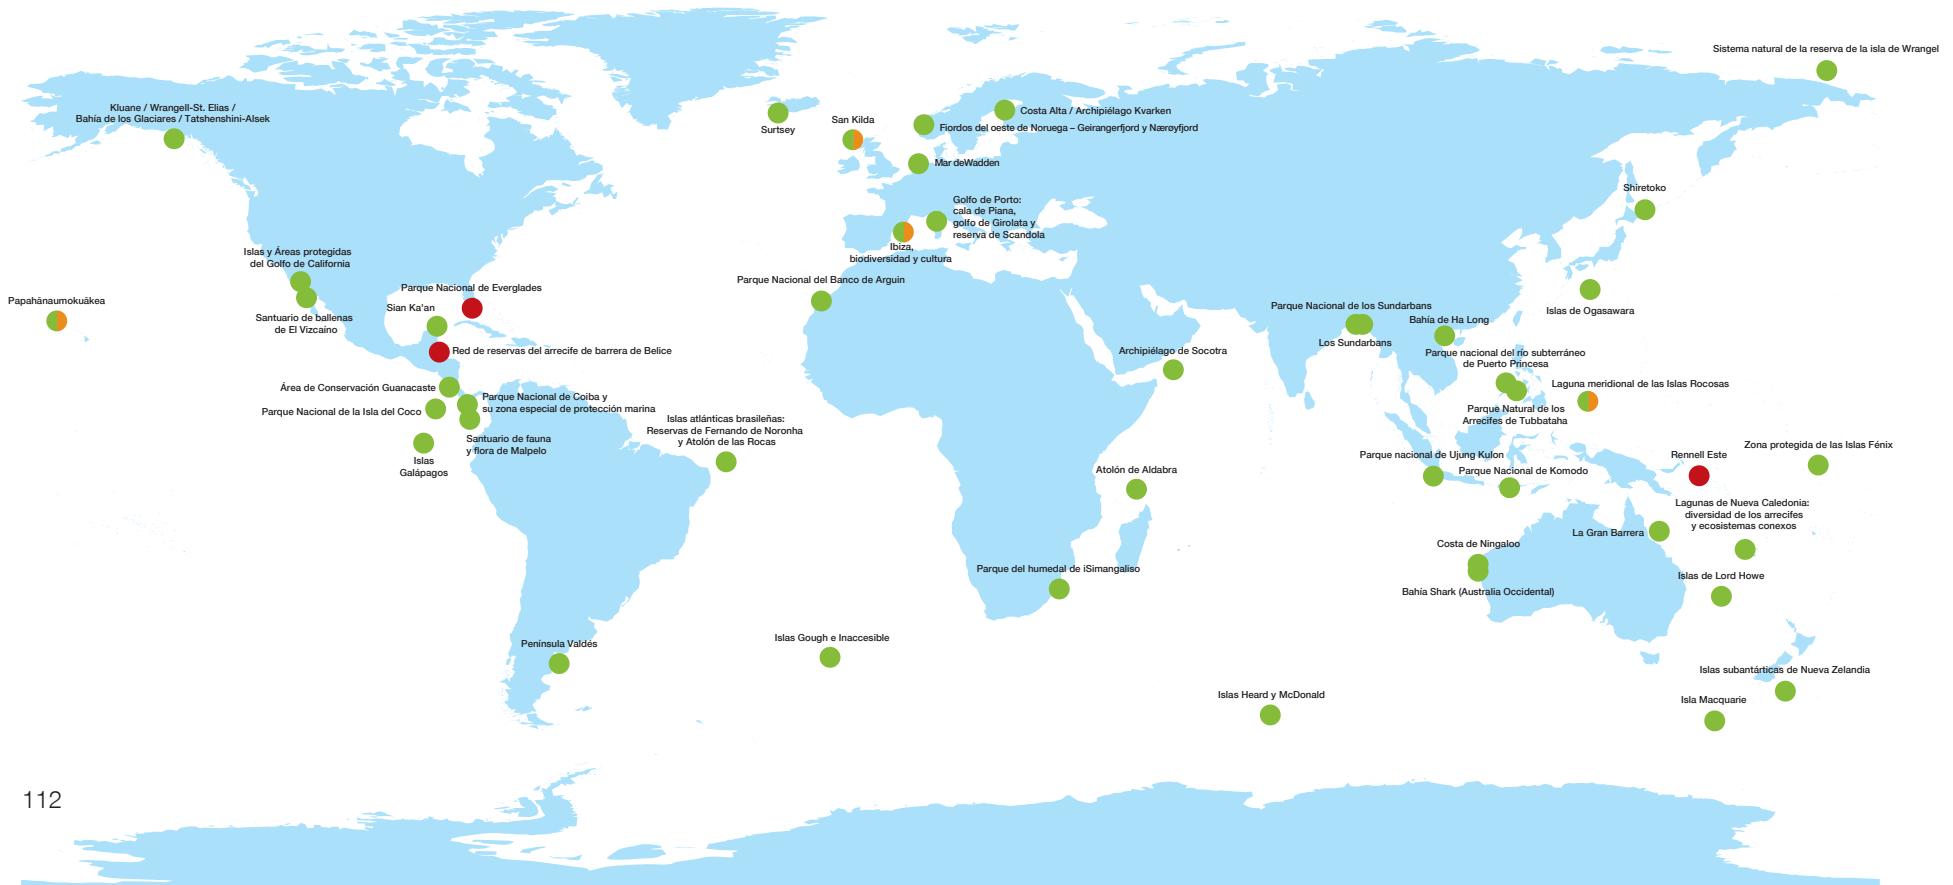 Sistema natural de la reserva de la isla de Wrangel
Kluane / Wrangell-St. Elias /
Bahía de los Glaciares / Tatshenshini-Alsek
Surtsey
San Kilda
Costa Alta / Archipiélago Kvarken
Fiordos del oeste de Noruega – Geirangerfjord y Nærøyfjord
Mar deWadden
Golfo de Porto:
cala de Piana,
golfo de Girolata y
reserva de Scandola
Ibiza,
biodiversidad y cultura
Shiretoko
Islas y Áreas protegidas
del Golfo de California
Santuario de ballenas
de El Vizcaíno
Papahānaumokuākea
Parque Nacional de Everglades
Sian Ka'an
Red de reservas del arrecife de barrera de Belice
Parque Nacional del Banco de Arguin
Islas de Ogasawara
Parque Nacional de los Sundarbans
Los Sundarbans
Bahía de Ha Long
Archipiélago de Socotra
Parque nacional del río subterráneo
de Puerto Princesa
Laguna meridional de las Islas Rocosas
Parque Natural de los
Arrecifes de Tubbataha
Área de Conservación Guanacaste
Parque Nacional de la Isla del Coco
Parque Nacional de Coiba y
su zona especial de protección marina
Santuario de fauna
y flora de Malpelo
Islas
Galápagos
Islas atlánticas brasileñas:
Reservas de Fernando de Noronha
y Atolón de las Rocas
Atolón de Aldabra
Parque nacional de Ujung Kulon
Parque Nacional de Komodo
Rennell Este
Zona protegida de las Islas Fénix
Lagunas de Nueva Caledonia:
diversidad de los arrecifes
y ecosistemas conexos
La Gran Barrera
Costa de Ningaloo
Bahía Shark (Australia Occidental)
Islas de Lord Howe
Parque del humedal de iSimangaliso
Península Valdés
Islas Gough e Inaccesible
Islas Heard y McDonald
Islas subantárticas de Nueva Zelandia
Isla Macquarie
112